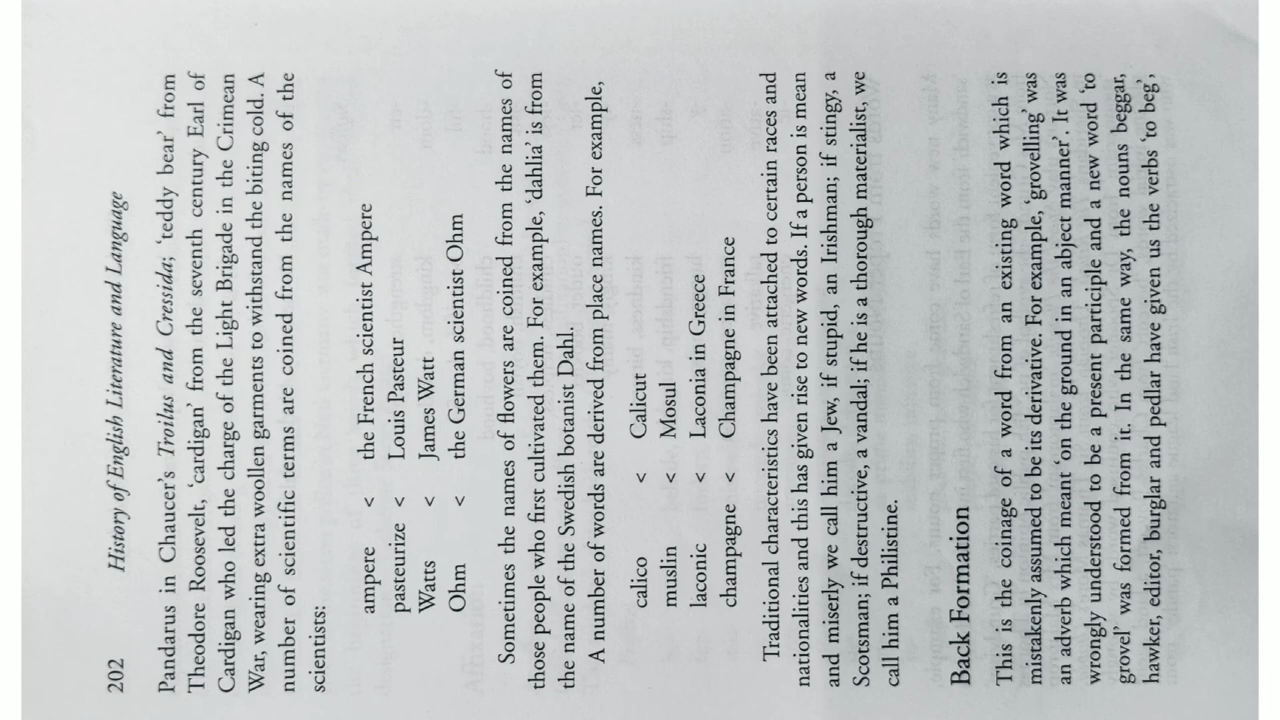 202 History of English Literature and Language
Pandarus in Chaucer's Troilus and Cressida; 'teddy bear' from
Theodore Roosevelt, 'cardigan' from the seventh century Earl of
Cardigan who led the charge of the Light Brigade in the Crimean
War, wearing extra woollen garments to withstand the biting cold. A
number of scientific terms are coined from the names of the
scientists:
ampere < the French scientist Ampere
pasteurize < Louis Pasteur
Watts < James Watt
Ohm < the German scientist Ohm
Sometimes the names of flowers are coined from the names of
those people who first cultivated them. For example, 'dahlia' is from
the name of the Swedish botanist Dahl.
A number of words are derived from place names. For example,
calico < Calicut
muslin < Mosul
laconic < Laconia in Greece
champagne < Champagne in France
Traditional characteristics have been attached to certain races and
nationalities and this has given rise to new words. If a person is mean
and miserly we call him a Jew, if stupid, an Irishman; if stingy, a
Scotsman; if destructive, a vandal; if he is a thorough materialist, we
call him a Philistine.
Back Formation
This is the coinage of a word from an existing word which is
mistakenly assumed to be its derivative. For example, 'grovelling' was
an adverb which meant 'on the ground in an abject manner'. It was
wrongly understood to be a present participle and a new word 'to
grovel' was formed from it. In the same way, the nouns beggar,
hawker, editor, burglar and pedlar have given us the verbs 'to beg',